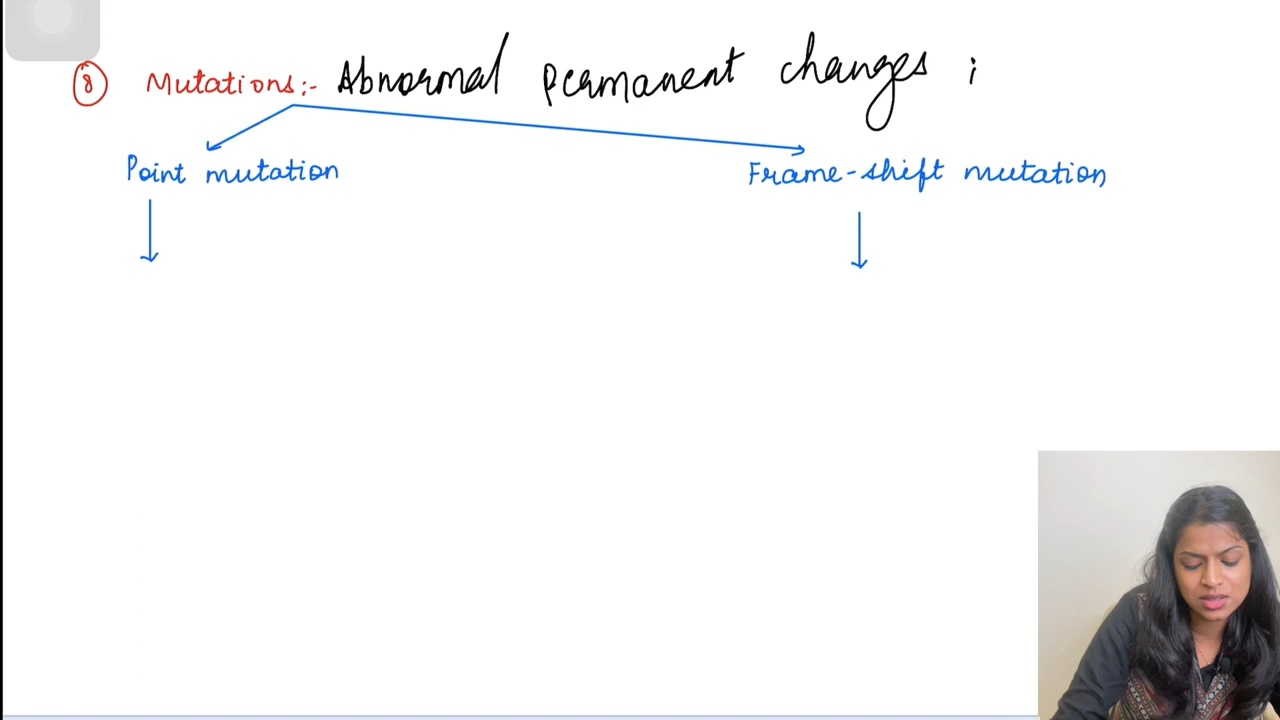 8 Mutations:- Abnormal permanent changes i
Point mutation Frame-shift mutation